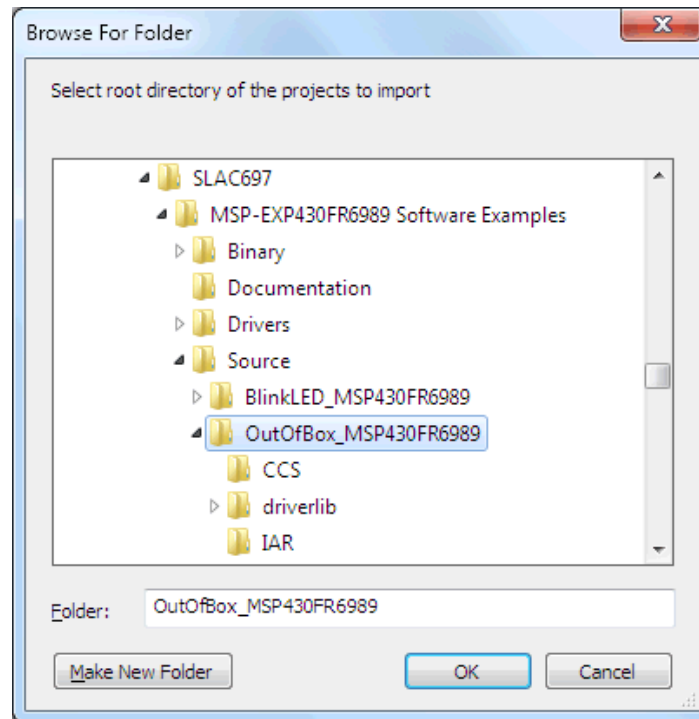 Browse For Folder
Select root directory of the projects to import
SLAC697
MSP-EXP430FR6989 Software Examples
Binary
Documentation
Drivers
Source
BlinkLED_MSP430FR6989
OutOfBox_MSP430FR6989
CCS
driverlib
IAR
Folder: OutOfBox_MSP430FR6989
Make New Folder OK Cancel